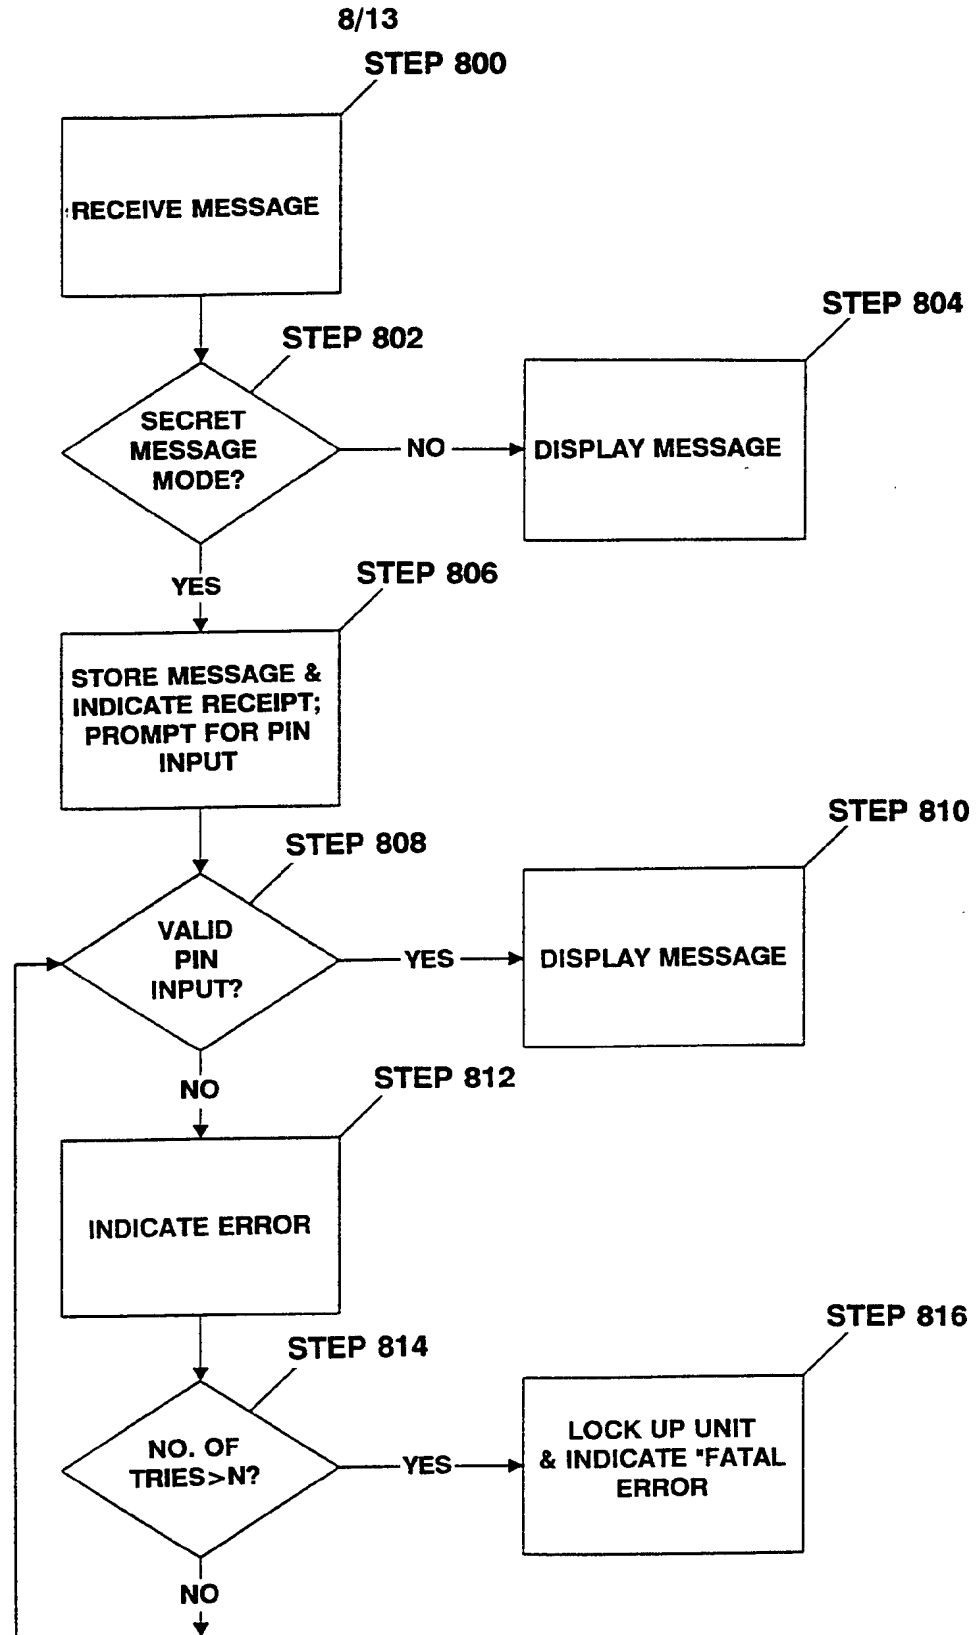 8/13
STEP 800
RECEIVE MESSAGE
STEP 802
SECRET
MESSAGE
MODE?
NO
STEP 804
DISPLAY MESSAGE
YES
STEP 806
STORE MESSAGE &
INDICATE RECEIPT;
PROMPT FOR PIN
INPUT
STEP 808
VALID
PIN
INPUT?
YES
STEP 810
DISPLAY MESSAGE
NO
STEP 812
INDICATE ERROR
STEP 814
NO. OF
TRIES>N?
YES
STEP 816
LOCK UP UNIT
& INDICATE "FATAL
ERROR
NO